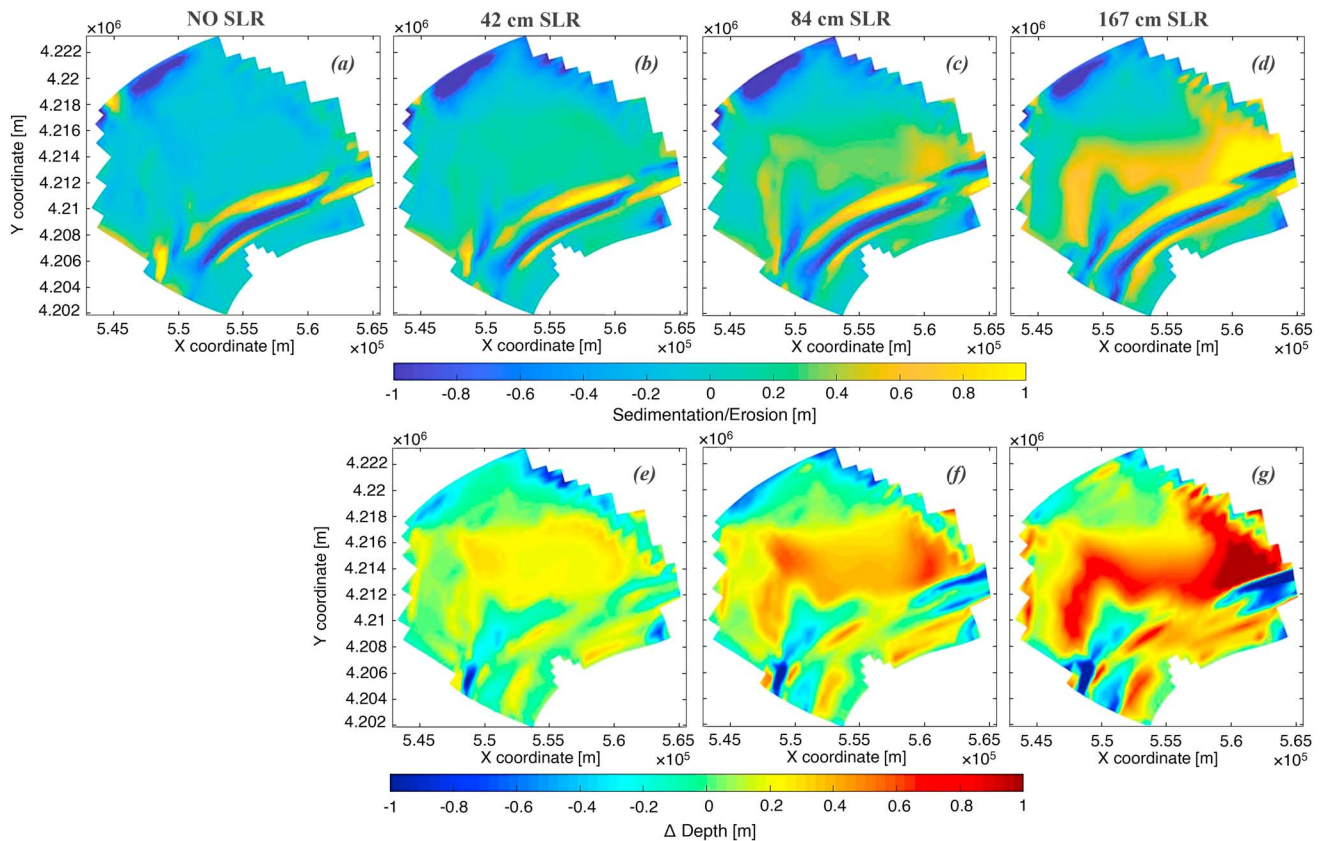 NO SLR
42 cm SLR
84 cm SLR
167 cm SLR
×10⁶
×10⁶
×10⁶
×10⁶
(a)
(b)
(c)
(d)
Y coordinate [m]
4.222
4.22
4.218
4.216
4.214
4.212
4.21
4.208
4.206
4.204
4.202
5.45 5.5 5.55 5.6 5.65
5.45 5.5 5.55 5.6 5.65
5.45 5.5 5.55 5.6 5.65
5.45 5.5 5.55 5.6 5.65
X coordinate [m] ×10⁵
X coordinate [m] ×10⁵
X coordinate [m] ×10⁵
X coordinate [m] ×10⁵
-1 -0.8 -0.6 -0.4 -0.2 0 0.2 0.4 0.6 0.8 1
Sedimentation/Erosion [m]
×10⁶
×10⁶
×10⁶
(e)
(f)
(g)
Y coordinate [m]
4.222
4.22
4.218
4.216
4.214
4.212
4.21
4.208
4.206
4.204
4.202
5.45 5.5 5.55 5.6 5.65
5.45 5.5 5.55 5.6 5.65
5.45 5.5 5.55 5.6 5.65
X coordinate [m] ×10⁵
X coordinate [m] ×10⁵
X coordinate [m] ×10⁵
-1 -0.8 -0.6 -0.4 -0.2 0 0.2 0.4 0.6 0.8 1
Δ Depth [m]